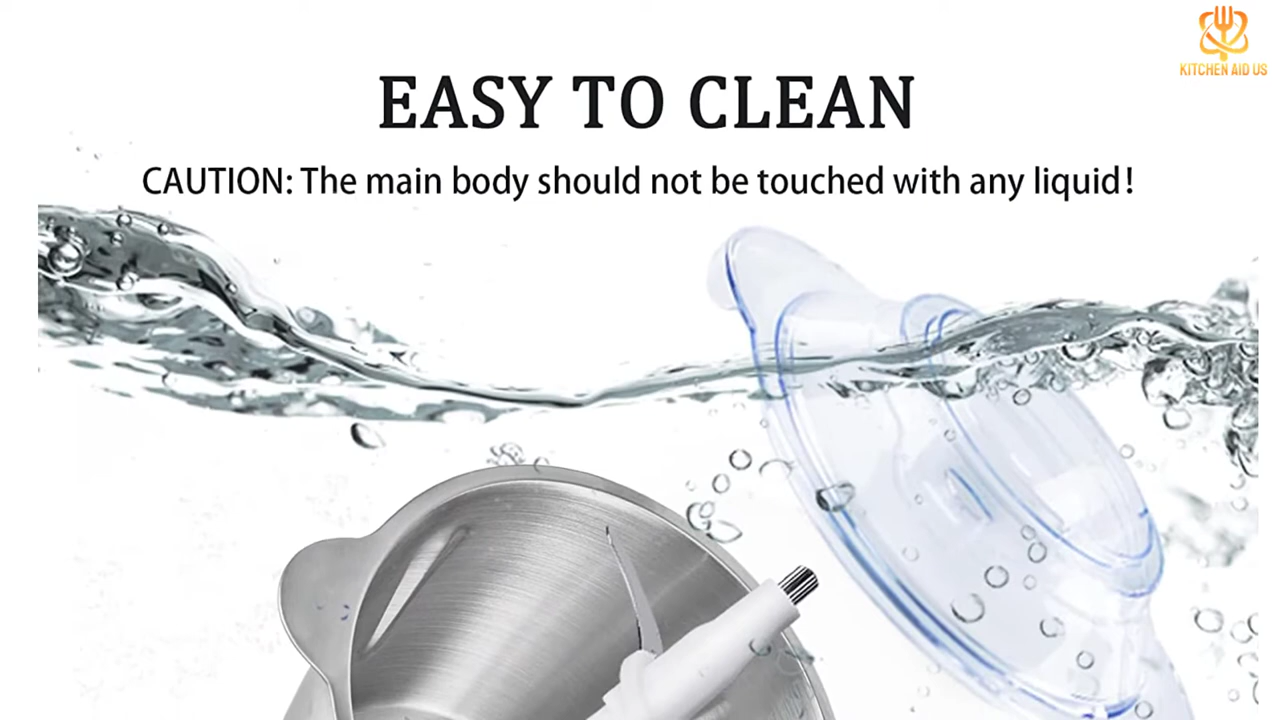 KITCHEN AID US
EASY TO CLEAN
CAUTION: The main body should not be touched with any liquid!